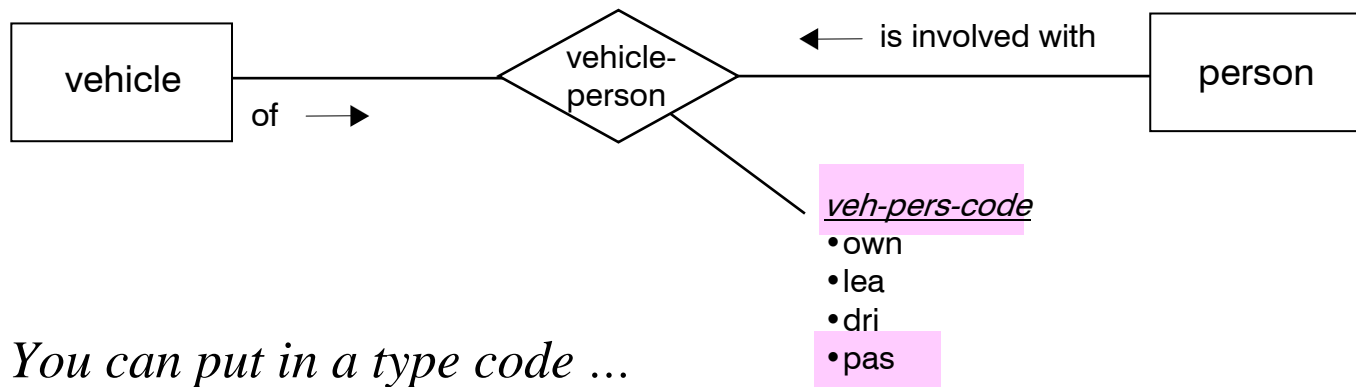 vehicle
of
vehicle-
person
is involved with
person
veh-pers-code
•own
•lea
•dri
•pas
You can put in a type code ...